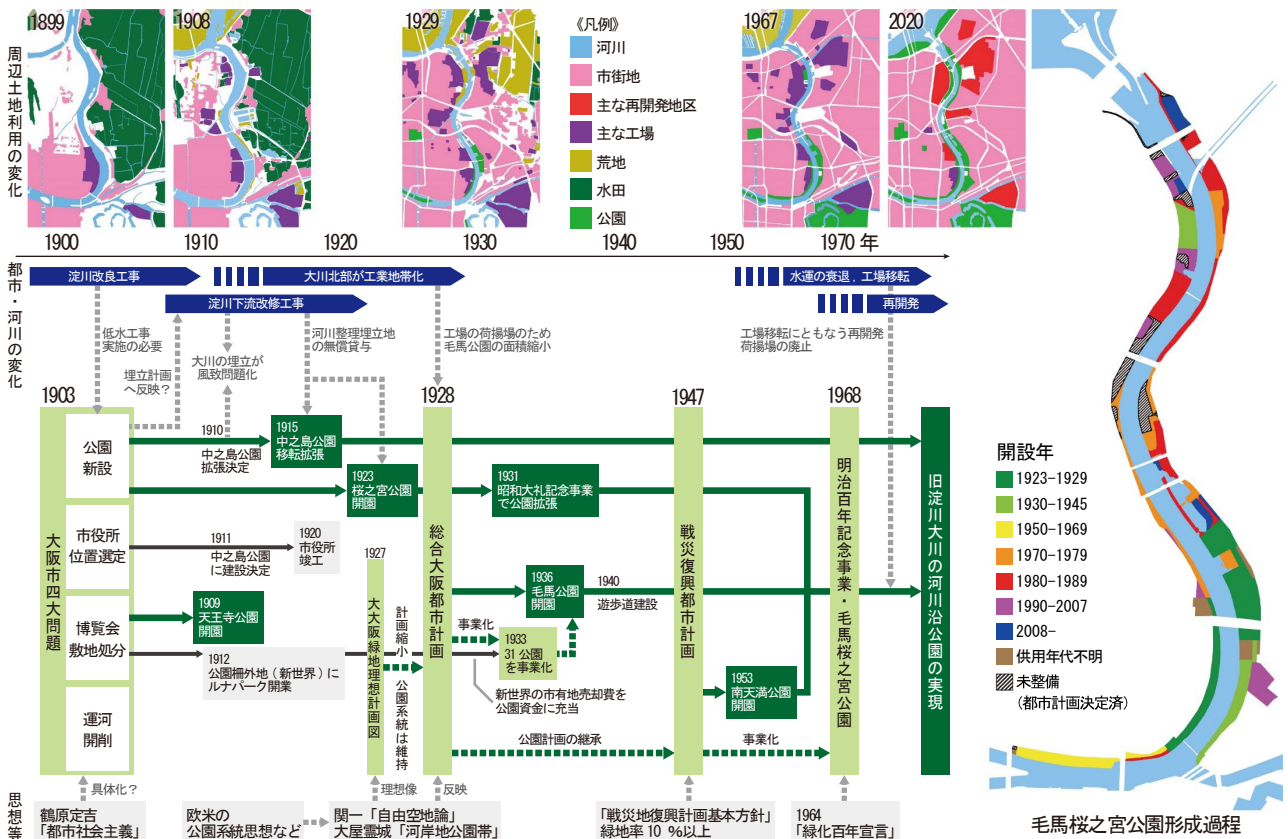 周辺土地利用の変化
1899
1908
1929
1967
2020
《凡例》
河川
市街地
主な再開発地区
主な工場
荒地
水田
公園
1900
1910
1920
1930
1940
1950
1970 年
都市・河川の変化
淀川改良工事
大川北部が工業地帯化
水運の衰退，工場移転
淀川下流改修工事
再開発
低水工事
実施の必要
埋立計画
へ反映？
大川の埋立が
風致問題化
河川整理埋立地
の無償貸与
工場の荷揚場のため
毛馬公園の面積縮小
工場移転にともなう再開発
荷揚場の廃止
1903
大阪市四大問題
公園
新設
市役所
位置選定
博覧会
敷地処分
運河
開削
1910
中之島公園
拡張決定
1915
中之島公園
移転拡張
1923
桜之宮公園
開園
1911
中之島公園
に建設決定
1920
市役所
竣工
1909
天王寺公園
開園
1912
公園柵外地（新世界）に
ルナパーク開業
1927
大大阪緑地理想計画図
計画縮小
公園系統は維持
1928
総合大阪都市計画
1931
昭和大礼記念事業
で公園拡張
1936
毛馬公園
開園
1940
遊歩道建設
事業化
1933
31 公園
を事業化
新世界の市有地売却費を
公園資金に充当
公園計画の継承
1947
戦災復興都市計画
1953
南天満公園
開園
事業化
1968
明治百年記念事業・毛馬桜之宮公園
旧淀川大川の河川沿公園の実現
思想等
具体化？
鶴原定吉
「都市社会主義」
欧米の
公園系統思想など
理想像
反映
関一「自由空地論」
大屋霊城「河岸地公園帯」
「戦災地復興計画基本方針」
緑地率 10 %以上
1964
「緑化百年宣言」
開設年
1923-1929
1930-1945
1950-1969
1970-1979
1980-1989
1990-2007
2008-
供用年代不明
未整備
（都市計画決定済）
毛馬桜之宮公園形成過程